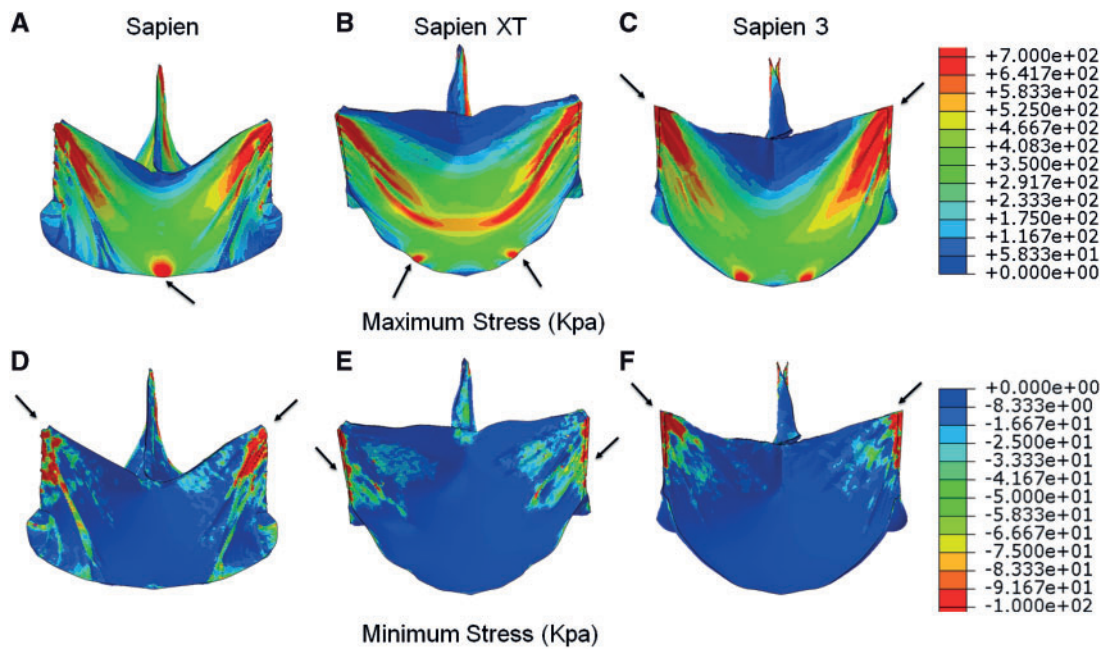 A
Sapien
B
Sapien XT
C
Sapien 3
+7.000e+02
+6.417e+02
+5.833e+02
+5.250e+02
+4.667e+02
+4.083e+02
+3.500e+02
+2.917e+02
+2.333e+02
+1.750e+02
+1.167e+02
+5.833e+01
+0.000e+00
Maximum Stress (Kpa)
D
E
F
+0.000e+00
-8.333e+00
-1.667e+01
-2.500e+01
-3.333e+01
-4.167e+01
-5.000e+01
-5.833e+01
-6.667e+01
-7.500e+01
-8.333e+01
-9.167e+01
-1.000e+02
Minimum Stress (Kpa)